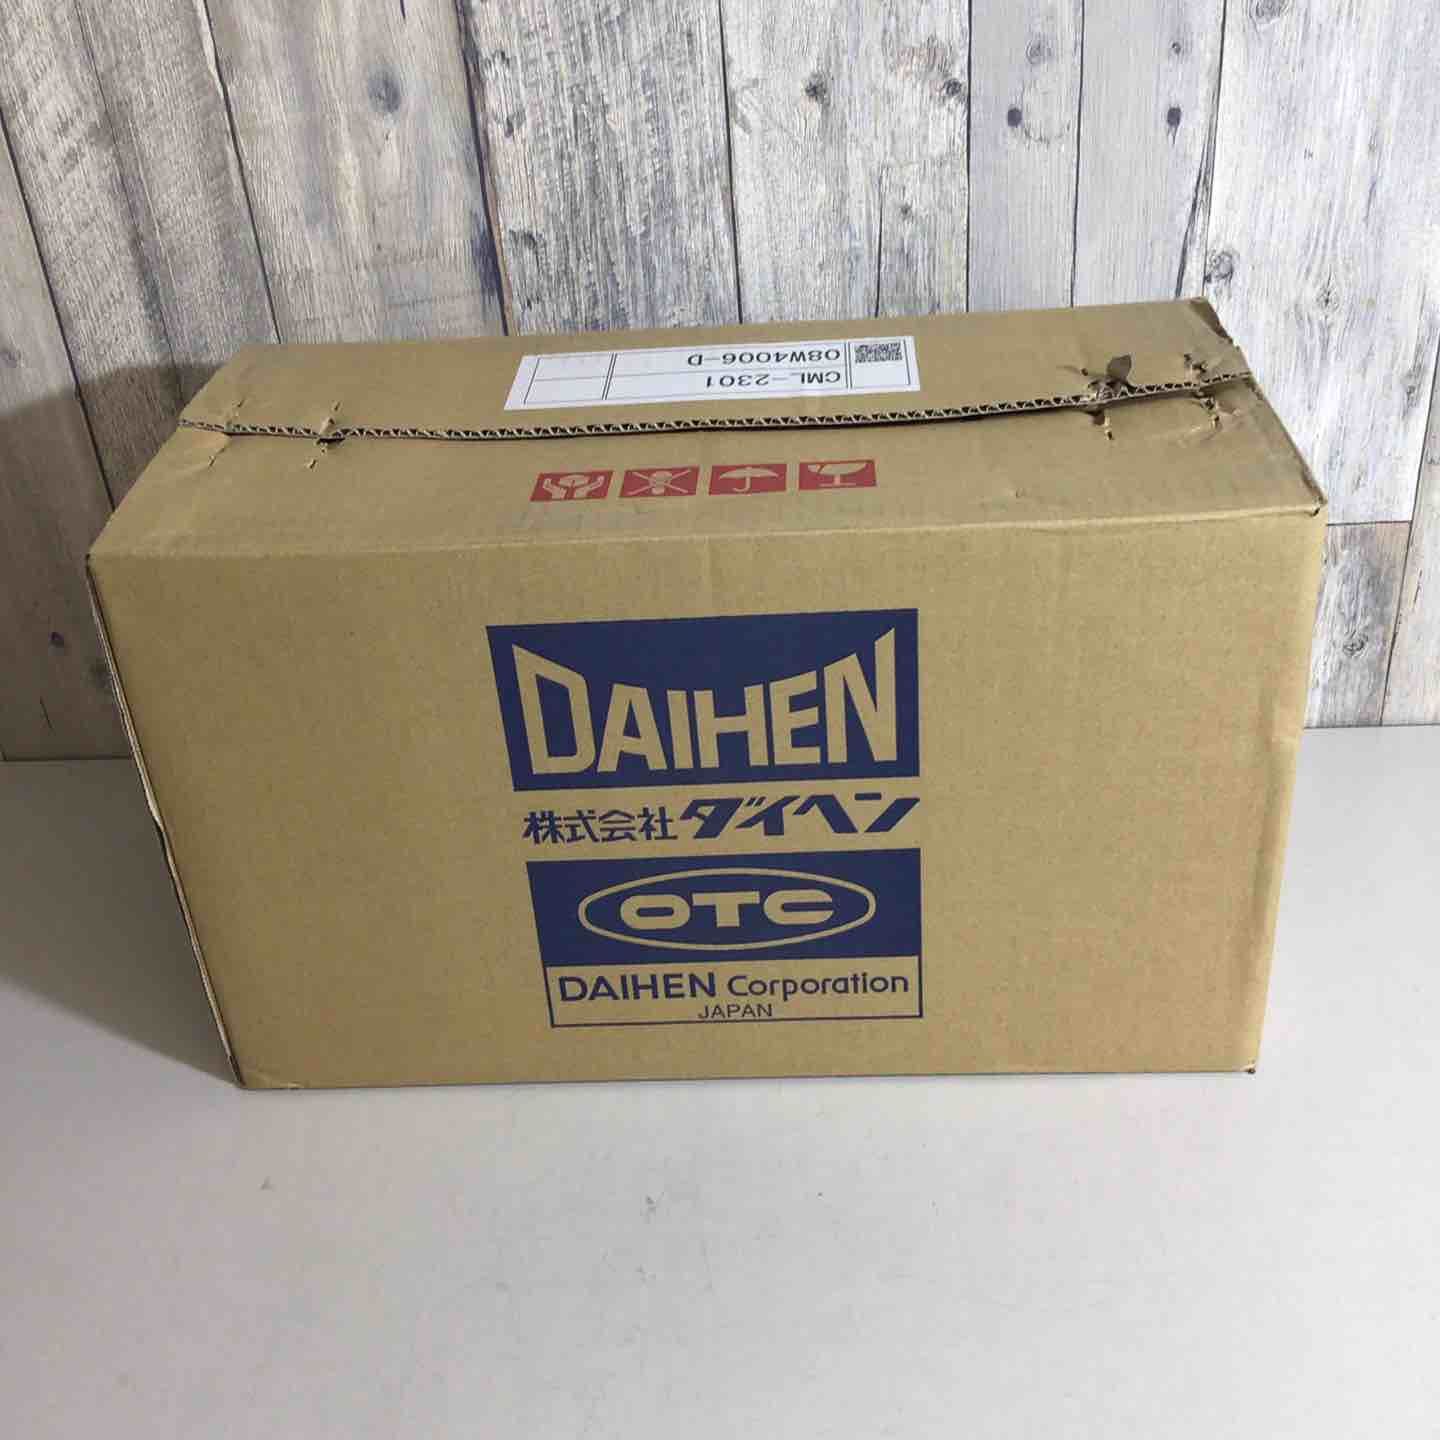 CML-2301
08W4006-D
DAIHEN
株式会社ダイヘン
OTC
DAIHEN Corporation
JAPAN